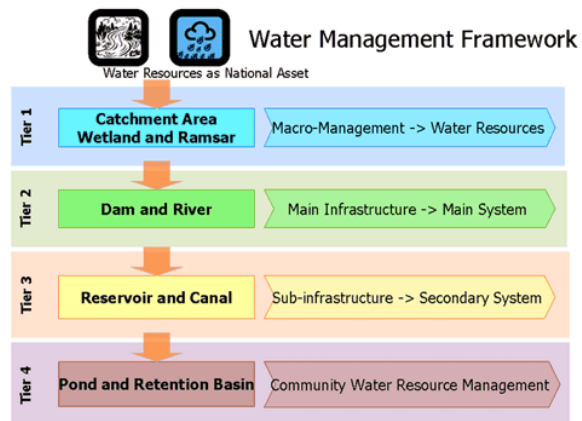 Water Management Framework
Water Resources as National Asset
Tier 1
Catchment Area
Wetland and Ramsar
Macro-Management -> Water Resources
Tier 2
Dam and River
Main Infrastructure -> Main System
Tier 3
Reservoir and Canal
Sub-infrastructure -> Secondary System
Tier 4
Pond and Retention Basin
Community Water Resource Management